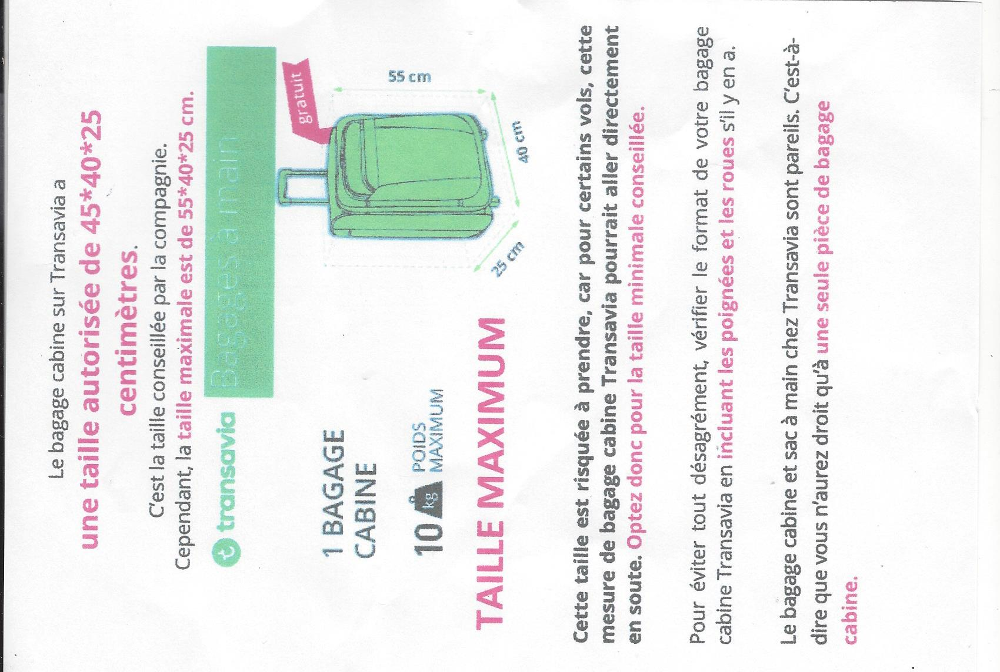 Le bagage cabine sur Transavia a
une taille autorisée de 45*40*25
centimètres.
C'est la taille conseillée par la compagnie.
Cependant, la taille maximale est de 55*40*25 cm.
transavia
Bagages à main
gratuit
1 BAGAGE
CABINE
55 cm
10 kg POIDS
MAXIMUM
40 cm
25 cm
TAILLE MAXIMUM
Cette taille est risquée à prendre, car pour certains vols, cette
mesure de bagage cabine Transavia pourrait aller directement
en soute. Optez donc pour la taille minimale conseillée.
Pour éviter tout désagrément, vérifier le format de votre bagage
cabine Transavia en incluant les poignées et les roues s'il y en a.
Le bagage cabine et sac à main chez Transavia sont pareils. C'est-à-
dire que vous n'aurez droit qu'à une seule pièce de bagage
cabine.